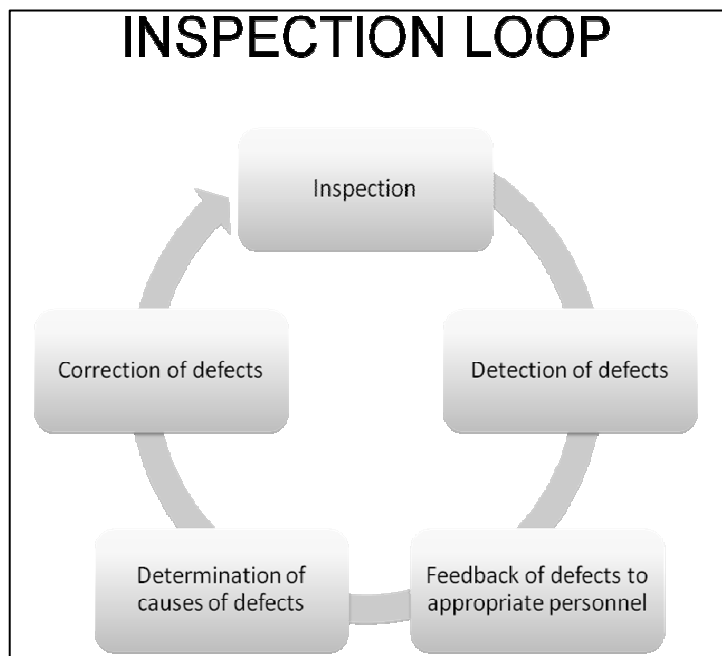 INSPECTION LOOP
Inspection
Detection of defects
Feedback of defects to
appropriate personnel
Determination of
causes of defects
Correction of defects